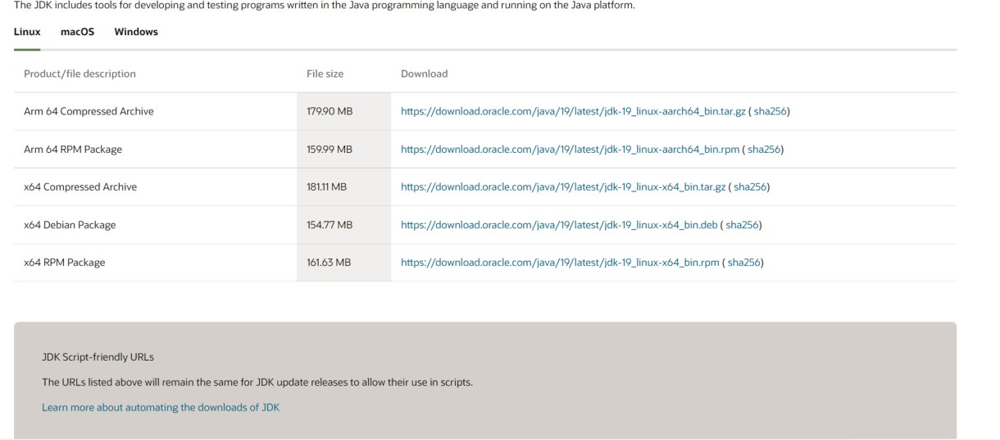 The JDK includes tools for developing and testing programs written in the Java programming language and running on the Java platform.
Linux macOS Windows
Product/file description File size Download
Arm 64 Compressed Archive 179.90 MB https://download.oracle.com/java/19/latest/jdk-19_linux-aarch64_bin.tar.gz ( sha256)
Arm 64 RPM Package 159.99 MB https://download.oracle.com/java/19/latest/jdk-19_linux-aarch64_bin.rpm ( sha256)
x64 Compressed Archive 181.11 MB https://download.oracle.com/java/19/latest/jdk-19_linux-x64_bin.tar.gz ( sha256)
x64 Debian Package 154.77 MB https://download.oracle.com/java/19/latest/jdk-19_linux-x64_bin.deb ( sha256)
x64 RPM Package 161.63 MB https://download.oracle.com/java/19/latest/jdk-19_linux-x64_bin.rpm ( sha256)
JDK Script-friendly URLs
The URLs listed above will remain the same for JDK update releases to allow their use in scripts.
Learn more about automating the downloads of JDK